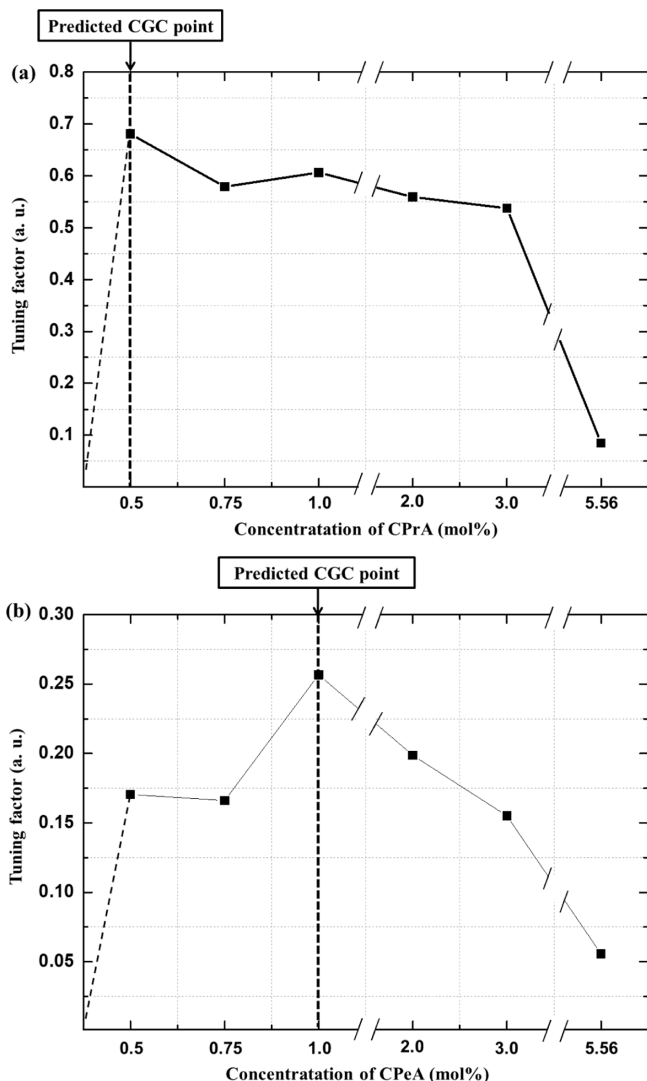 Predicted CGC point
(a)
0.8
0.7
0.6
0.5
0.4
0.3
0.2
0.1
Tuning factor (a. u.)
0.5 0.75 1.0 2.0 3.0 5.56
Concentratation of CPrA (mol%)
Predicted CGC point
(b)
0.30
0.25
0.20
0.15
0.10
0.05
Tuning factor (a. u.)
0.5 0.75 1.0 2.0 3.0 5.56
Concentratation of CPeA (mol%)